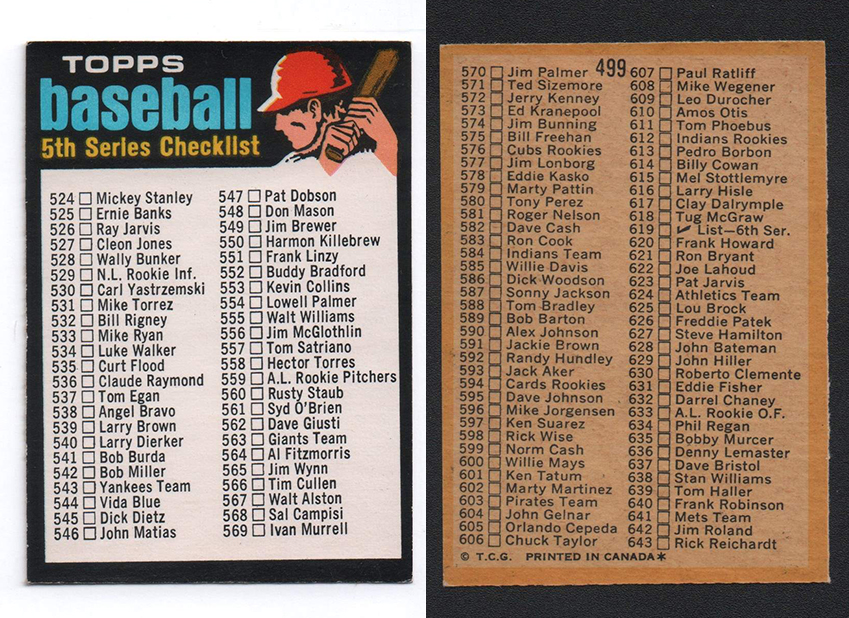 TOPPS
baseball
5th Series Checklist
524 Mickey Stanley
525 Ernie Banks
526 Ray Jarvis
527 Cleon Jones
528 Wally Bunker
529 N.L. Rookie Inf.
530 Carl Yastrzemski
531 Mike Torrez
532 Bill Rigney
533 Mike Ryan
534 Luke Walker
535 Curt Flood
536 Claude Raymond
537 Tom Egan
538 Angel Bravo
539 Larry Brown
540 Larry Dierker
541 Bob Burda
542 Bob Miller
543 Yankees Team
544 Vida Blue
545 Dick Dietz
546 John Matias
547 Pat Dobson
548 Don Mason
549 Jim Brewer
550 Harmon Killebrew
551 Frank Linzy
552 Buddy Bradford
553 Kevin Collins
554 Lowell Palmer
555 Walt Williams
556 Jim McGlothlin
557 Tom Satriano
558 Hector Torres
559 A.L. Rookie Pitchers
560 Rusty Staub
561 Syd O'Brien
562 Dave Giusti
563 Giants Team
564 Al Fitzmorris
565 Jim Wynn
566 Tim Cullen
567 Walt Alston
568 Sal Campisi
569 Ivan Murrell
499
570 Jim Palmer
571 Ted Sizemore
572 Jerry Kenney
573 Ed Kranepool
574 Jim Bunning
575 Bill Freehan
576 Cubs Rookies
577 Jim Lonborg
578 Eddie Kasko
579 Marty Pattin
580 Tony Perez
581 Roger Nelson
582 Dave Cash
583 Ron Cook
584 Indians Team
585 Willie Davis
586 Dick Woodson
587 Sonny Jackson
588 Tom Bradley
589 Bob Barton
590 Alex Johnson
591 Jackie Brown
592 Randy Hundley
593 Jack Aker
594 Cards Rookies
595 Dave Johnson
596 Mike Jorgensen
597 Ken Suarez
598 Rick Wise
599 Norm Cash
600 Willie Mays
601 Ken Tatum
602 Marty Martinez
603 Pirates Team
604 John Gelnar
605 Orlando Cepeda
606 Chuck Taylor
607 Paul Ratliff
608 Mike Wegener
609 Leo Durocher
610 Amos Otis
611 Tom Phoebus
612 Indians Rookies
613 Pedro Borbon
614 Billy Cowan
615 Mel Stottlemyre
616 Larry Hisle
617 Clay Dalrymple
618 Tug McGraw
619 ✓ List—6th Ser.
620 Frank Howard
621 Ron Bryant
622 Joe Lahoud
623 Pat Jarvis
624 Athletics Team
625 Lou Brock
626 Freddie Patek
627 Steve Hamilton
628 John Bateman
629 John Hiller
630 Roberto Clemente
631 Eddie Fisher
632 Darrel Chaney
633 A.L. Rookie O.F.
634 Phil Regan
635 Bobby Murcer
636 Denny Lemaster
637 Dave Bristol
638 Stan Williams
639 Tom Haller
640 Frank Robinson
641 Mets Team
642 Jim Roland
643 Rick Reichardt
© T.C.G. PRINTED IN CANADA*